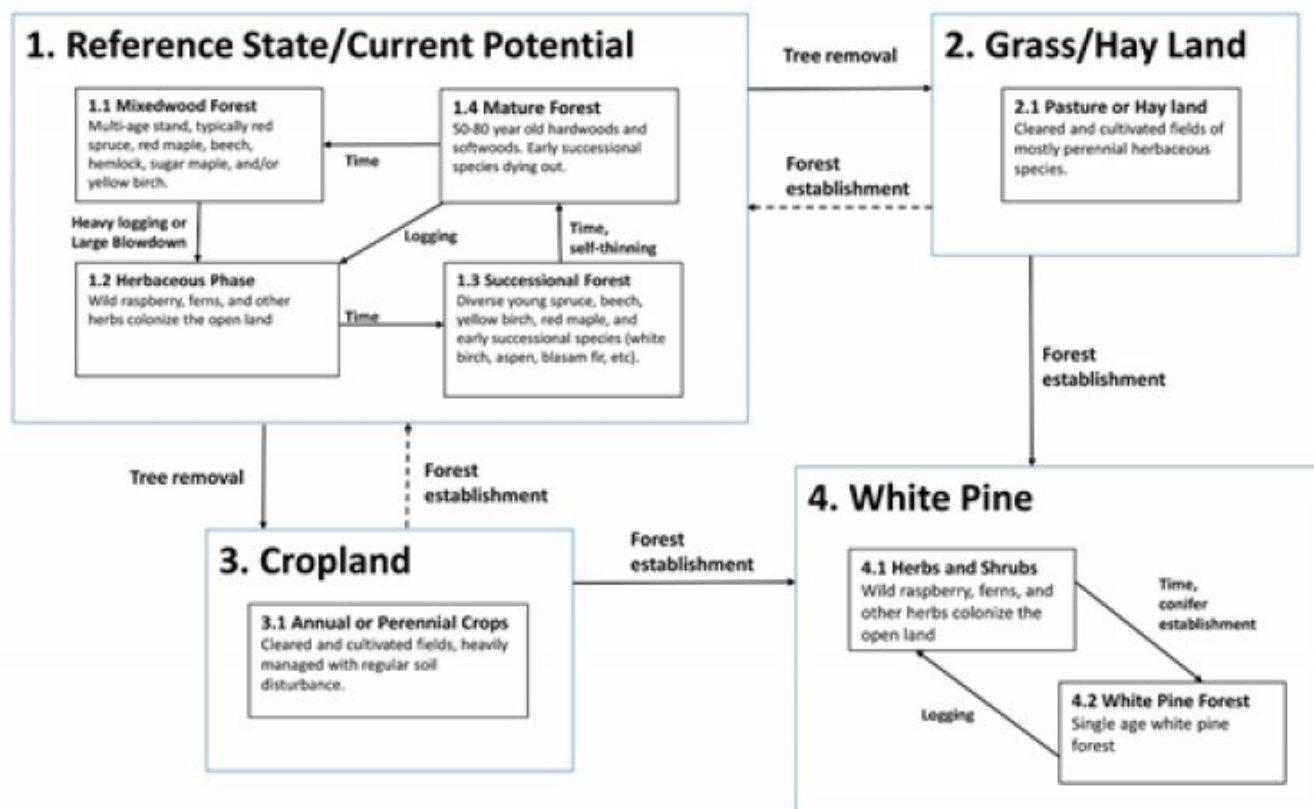 1. Reference State/Current Potential
1.1 Mixedwood Forest
Multi-age stand, typically red
spruce, red maple, beech,
hemlock, sugar maple, and/or
yellow birch.
Time
1.4 Mature Forest
50-80 year old hardwoods and
softwoods. Early successional
species dying out.
Heavy logging or
Large Blowdown
Logging
Time,
self-thinning
1.2 Herbaceous Phase
Wild raspberry, ferns, and other
herbs colonize the open land
Time
1.3 Successional Forest
Diverse young spruce, beech,
yellow birch, red maple, and
early successional species (white
birch, aspen, blasam fir, etc).
Tree removal
Forest
establishment
2. Grass/Hay Land
2.1 Pasture or Hay land
Cleared and cultivated fields of
mostly perennial herbaceous
species.
Forest
establishment
Tree removal
Forest
establishment
3. Cropland
3.1 Annual or Perennial Crops
Cleared and cultivated fields, heavily
managed with regular soil
disturbance.
Forest
establishment
4. White Pine
4.1 Herbs and Shrubs
Wild raspberry, ferns, and
other herbs colonize the
open land
Time,
conifer
establishment
Logging
4.2 White Pine Forest
Single age white pine
forest